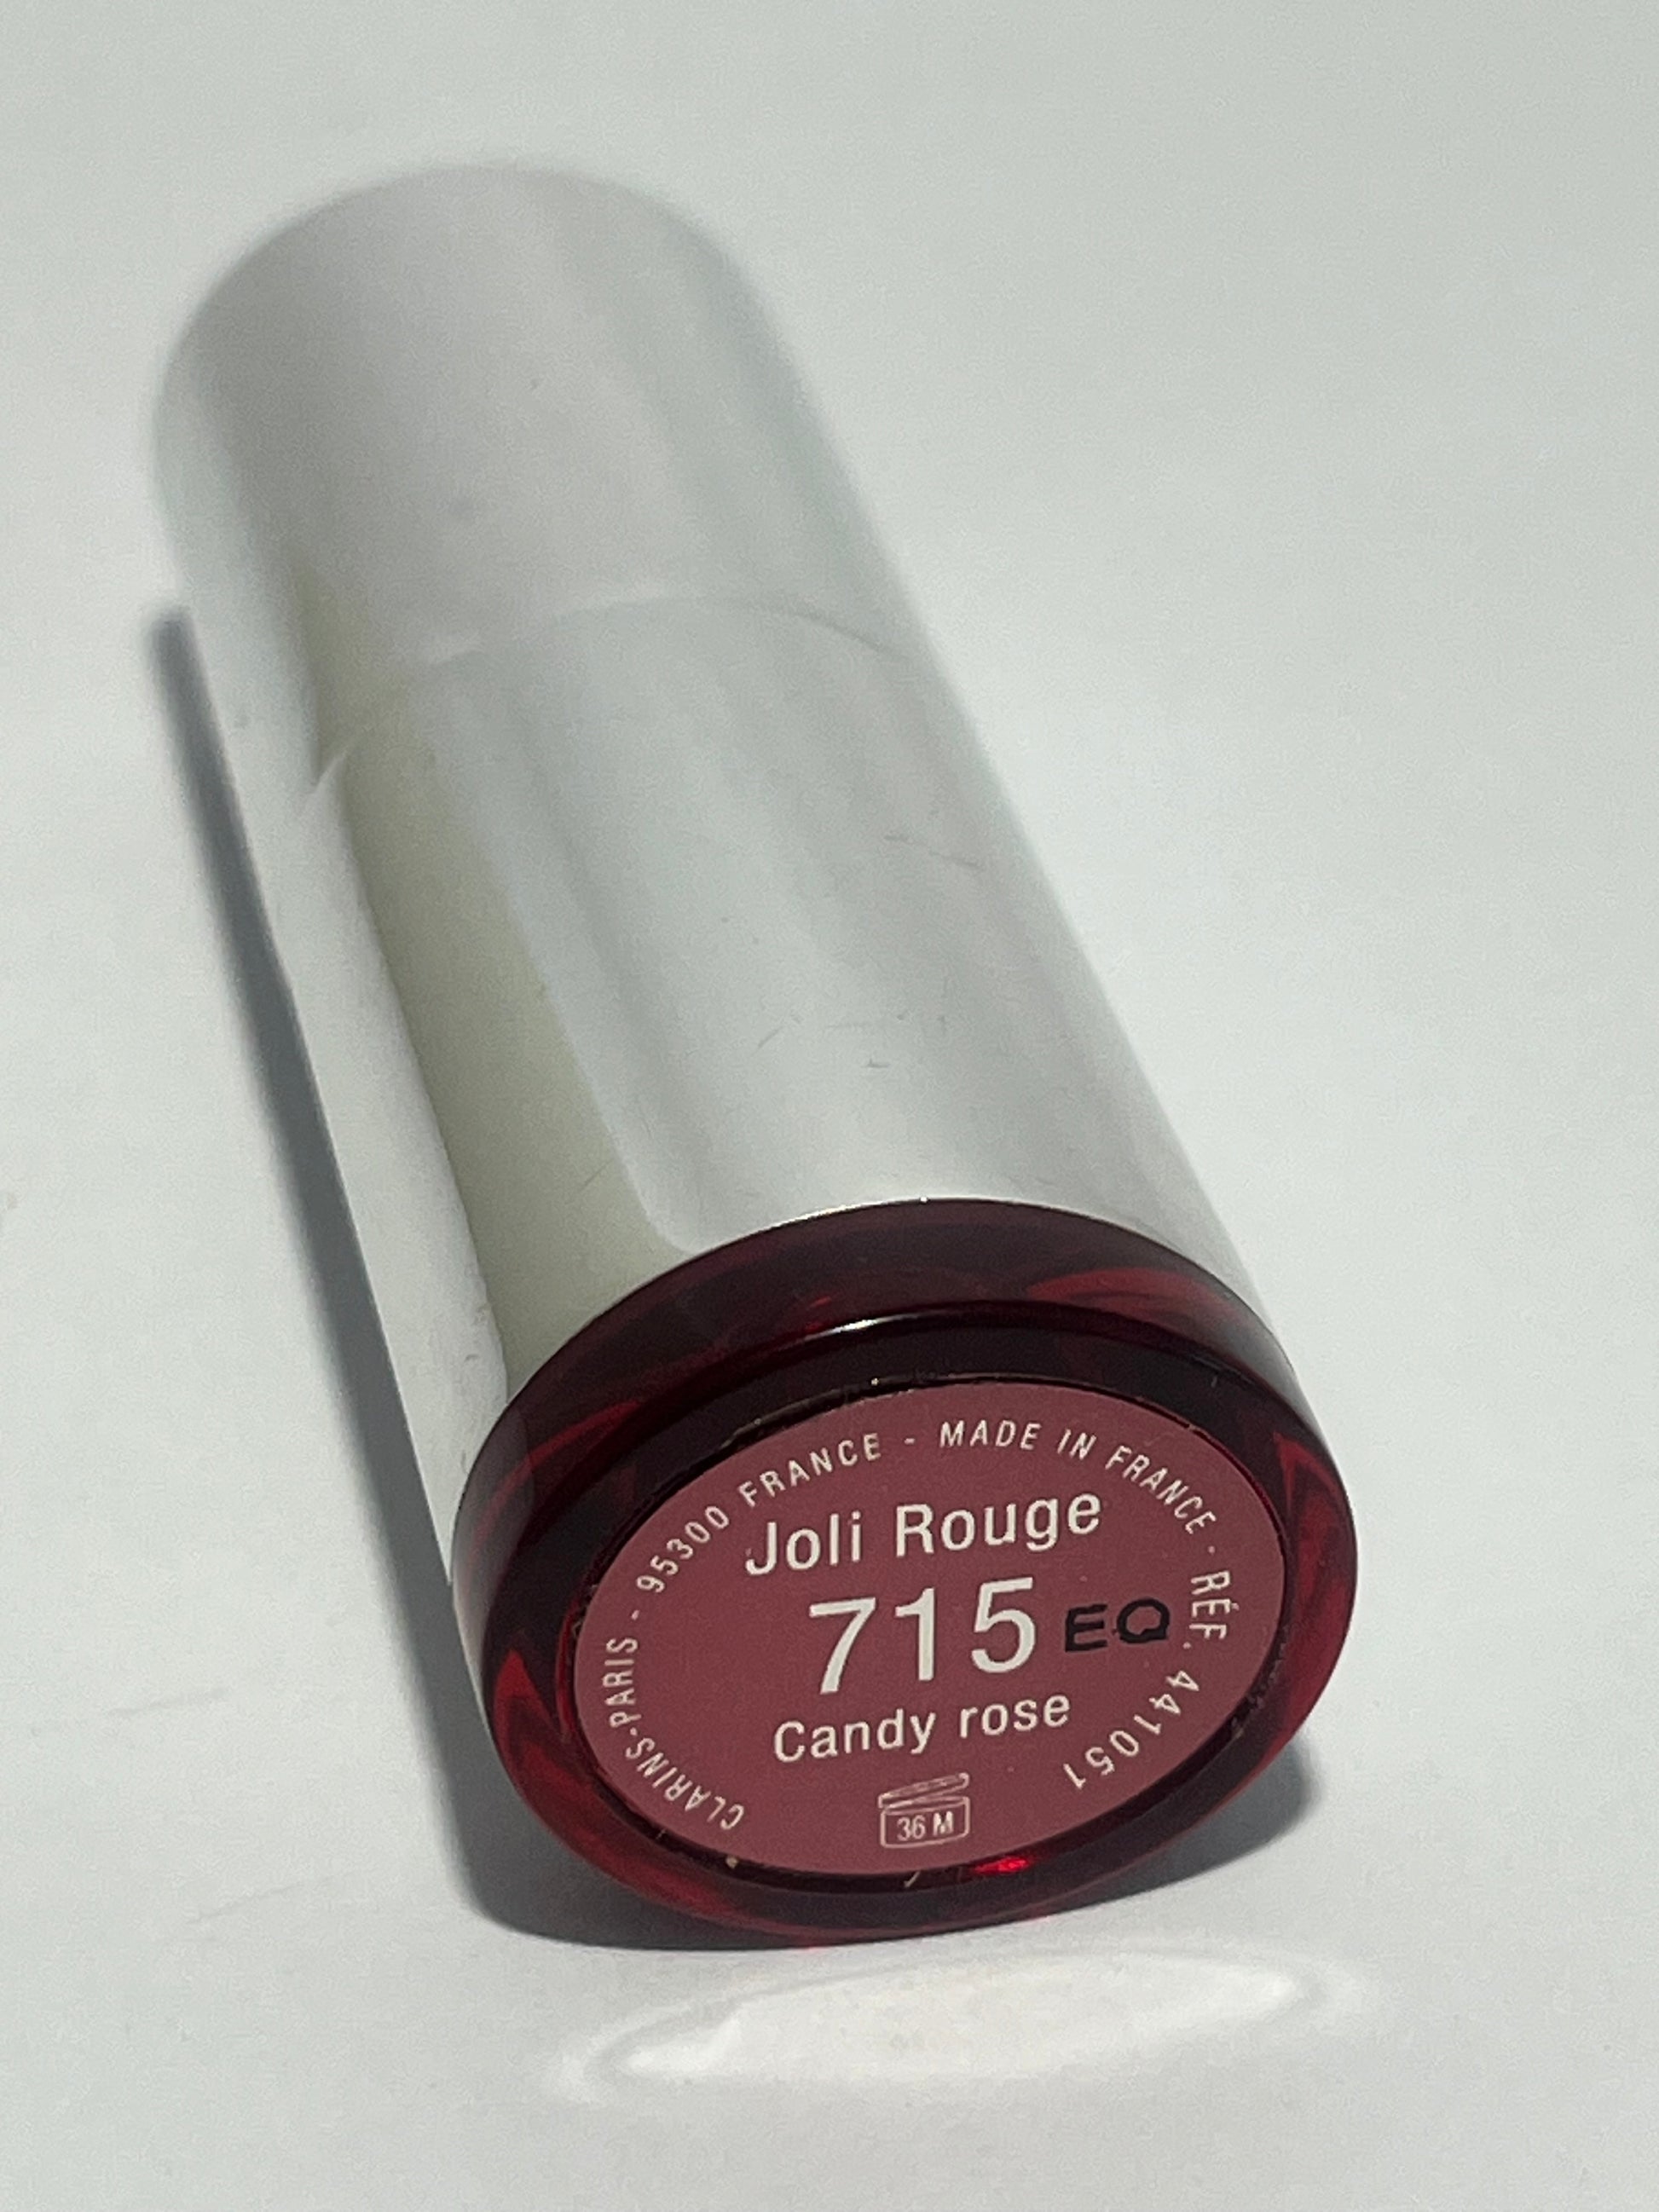 CLARINS-PARIS - 95300 FRANCE - MADE IN FRANCE - RÉF. 441051
Joli Rouge
715 EQ
Candy rose
36 M